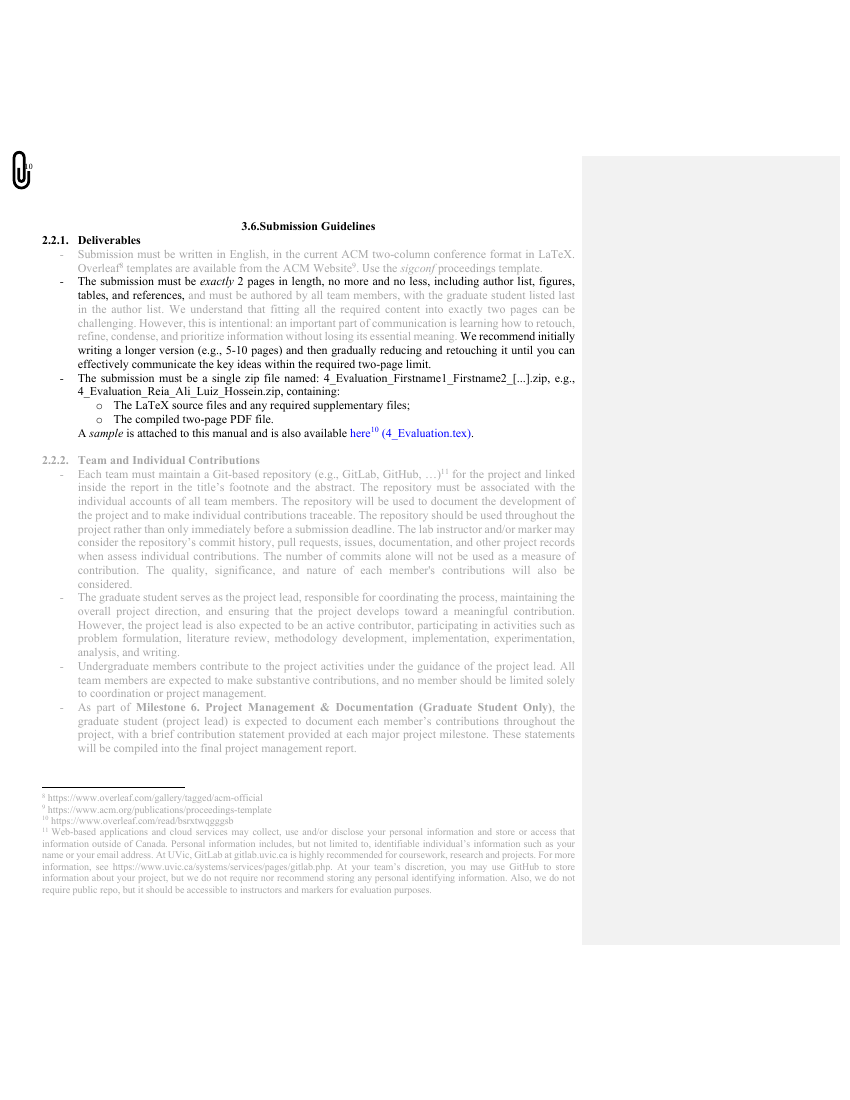 10
3.6.Submission Guidelines
2.2.1. Deliverables
- Submission must be written in English, in the current ACM two-column conference format in LaTeX.
Overleaf8 templates are available from the ACM Website9. Use the sigconf proceedings template.
- The submission must be exactly 2 pages in length, no more and no less, including author list, figures,
tables, and references, and must be authored by all team members, with the graduate student listed last
in the author list. We understand that fitting all the required content into exactly two pages can be
challenging. However, this is intentional: an important part of communication is learning how to retouch,
refine, condense, and prioritize information without losing its essential meaning. We recommend initially
writing a longer version (e.g., 5-10 pages) and then gradually reducing and retouching it until you can
effectively communicate the key ideas within the required two-page limit.
- The submission must be a single zip file named: 4_Evaluation_Firstname1_Firstname2_[...].zip, e.g.,
4_Evaluation_Reia_Ali_Luiz_Hossein.zip, containing:
o The LaTeX source files and any required supplementary files;
o The compiled two-page PDF file.
A sample is attached to this manual and is also available here10 (4_Evaluation.tex).
2.2.2. Team and Individual Contributions
- Each team must maintain a Git-based repository (e.g., GitLab, GitHub, …)11 for the project and linked
inside the report in the title's footnote and the abstract. The repository must be associated with the
individual accounts of all team members. The repository will be used to document the development of
the project and to make individual contributions traceable. The repository should be used throughout the
project rather than only immediately before a submission deadline. The lab instructor and/or marker may
consider the repository's commit history, pull requests, issues, documentation, and other project records
when assess individual contributions. The number of commits alone will not be used as a measure of
contribution. The quality, significance, and nature of each member's contributions will also be
considered.
- The graduate student serves as the project lead, responsible for coordinating the process, maintaining the
overall project direction, and ensuring that the project develops toward a meaningful contribution.
However, the project lead is also expected to be an active contributor, participating in activities such as
problem formulation, literature review, methodology development, implementation, experimentation,
analysis, and writing.
- Undergraduate members contribute to the project activities under the guidance of the project lead. All
team members are expected to make substantive contributions, and no member should be limited solely
to coordination or project management.
- As part of Milestone 6. Project Management & Documentation (Graduate Student Only), the
graduate student (project lead) is expected to document each member's contributions throughout the
project, with a brief contribution statement provided at each major project milestone. These statements
will be compiled into the final project management report.
8 https://www.overleaf.com/gallery/tagged/acm-official
9 https://www.acm.org/publications/proceedings-template
10 https://www.overleaf.com/read/bsrxtwqgggsb
11 Web-based applications and cloud services may collect, use and/or disclose your personal information and store or access that
information outside of Canada. Personal information includes, but not limited to, identifiable individual's information such as your
name or your email address. At UVic, GitLab at gitlab.uvic.ca is highly recommended for coursework, research and projects. For more
information, see https://www.uvic.ca/systems/services/pages/gitlab.php. At your team's discretion, you may use GitHub to store
information about your project, but we do not require nor recommend storing any personal identifying information. Also, we do not
require public repo, but it should be accessible to instructors and markers for evaluation purposes.